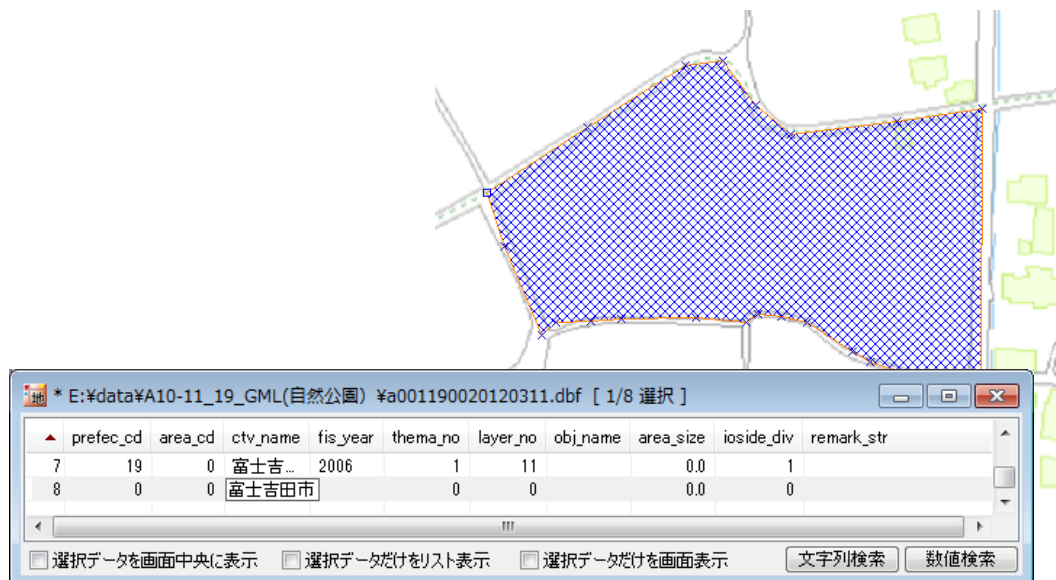 地 * E:¥data¥A10-11_19_GML(自然公園) ¥a001190020120311.dbf [ 1/8 選択 ]
prefec_cd area_cd ctv_name fis_year thema_no layer_no obj_name area_size ioside_div remark_str
7 19 0 富士吉... 2006 1 11 0.0 1
8 0 0 富士吉田市 0 0 0.0 0
選択データを画面中央に表示 選択データだけをリスト表示 選択データだけを画面表示 文字列検索 数値検索